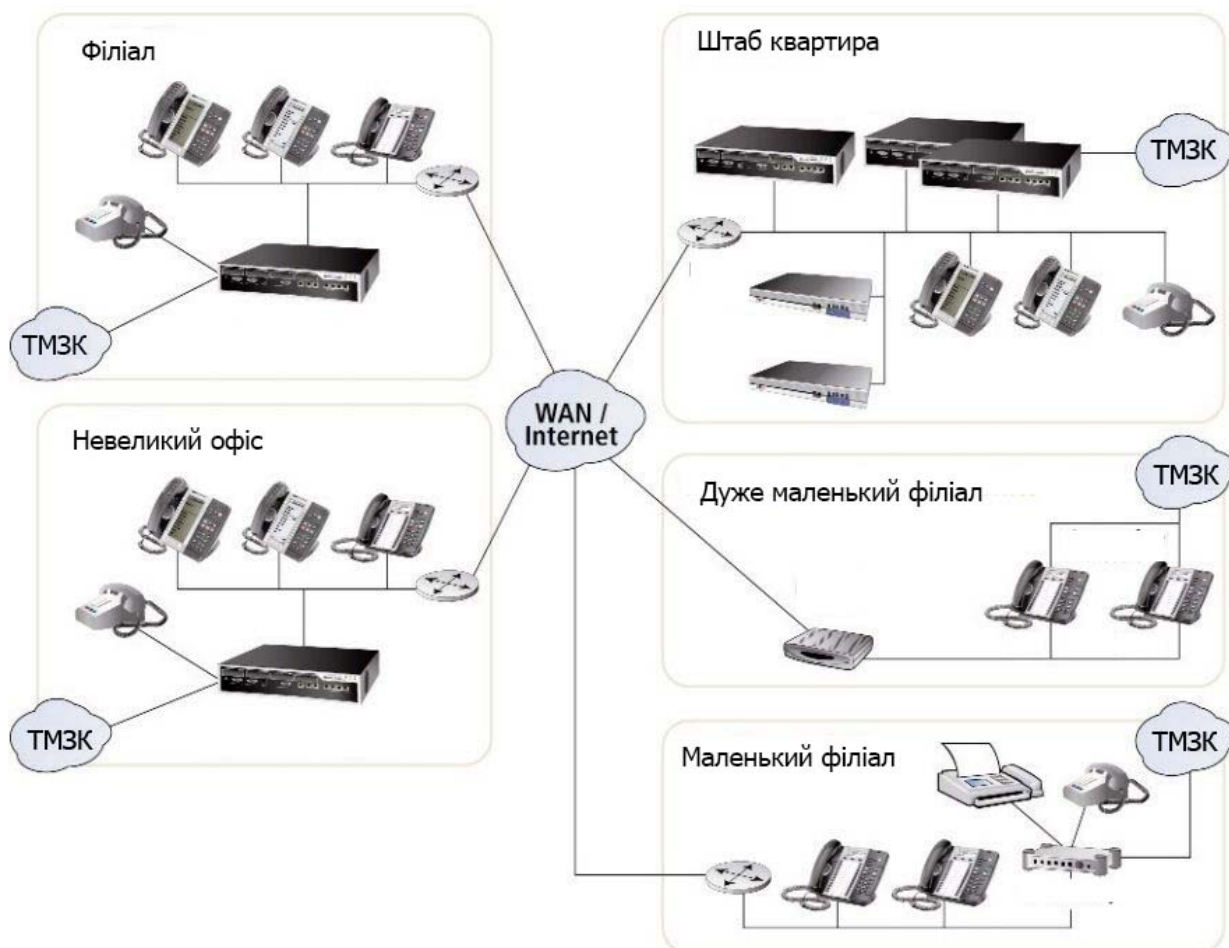 Філіал
ТМЗК
Штаб квартира
ТМЗК
WAN /
Internet
Невеликий офіс
ТМЗК
Дуже маленький філіал
ТМЗК
Маленький філіал
ТМЗК